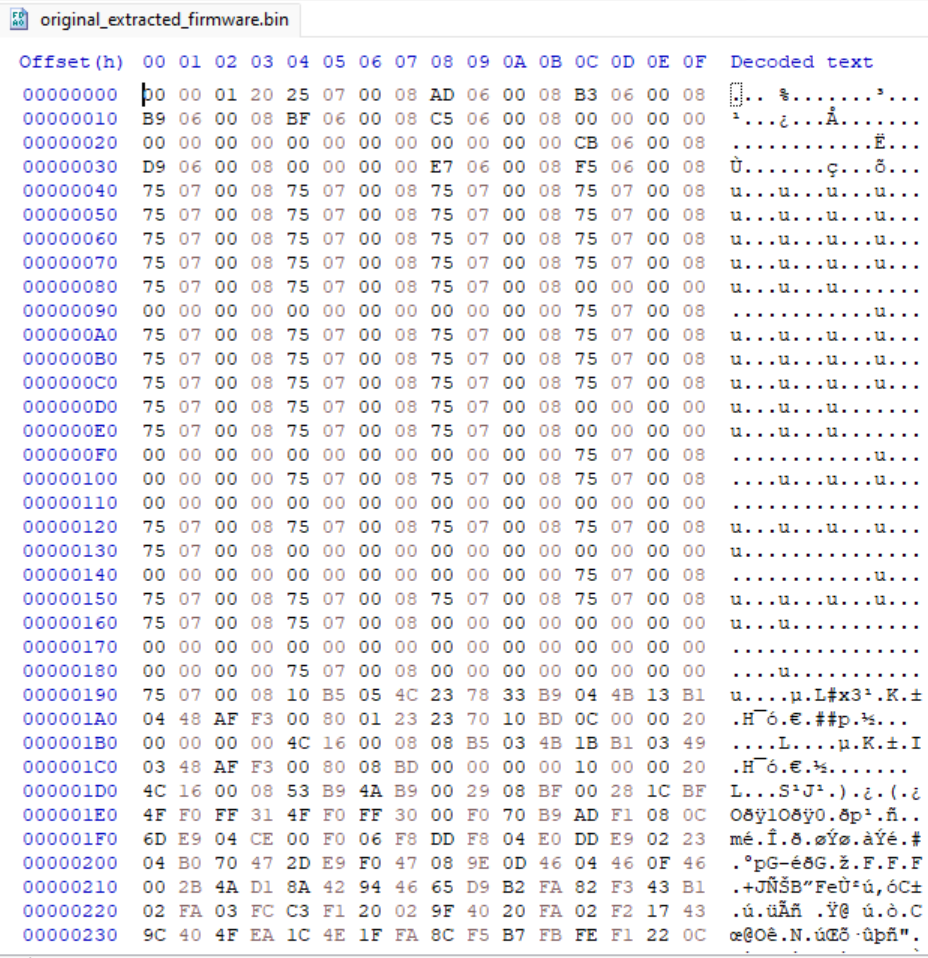 original_extracted_firmware.bin
Offset(h) 00 01 02 03 04 05 06 07 08 09 0A 0B 0C 0D 0E 0F Decoded text
00000000 00 00 01 20 25 07 00 08 AD 06 00 08 B3 06 00 08 ... %.......³...
00000010 B9 06 00 08 BF 06 00 08 C5 06 00 08 00 00 00 00 ¹...¿...Å.......
00000020 00 00 00 00 00 00 00 00 00 00 00 00 CB 06 00 08 ............Ë...
00000030 D9 06 00 08 00 00 00 00 E7 06 00 08 F5 06 00 08 Ù.......ç...õ...
00000040 75 07 00 08 75 07 00 08 75 07 00 08 75 07 00 08 u...u...u...u...
00000050 75 07 00 08 75 07 00 08 75 07 00 08 75 07 00 08 u...u...u...u...
00000060 75 07 00 08 75 07 00 08 75 07 00 08 75 07 00 08 u...u...u...u...
00000070 75 07 00 08 75 07 00 08 75 07 00 08 75 07 00 08 u...u...u...u...
00000080 75 07 00 08 75 07 00 08 75 07 00 08 00 00 00 00 u...u...u.......
00000090 00 00 00 00 00 00 00 00 00 00 00 00 75 07 00 08 ............u...
000000A0 75 07 00 08 75 07 00 08 75 07 00 08 75 07 00 08 u...u...u...u...
000000B0 75 07 00 08 75 07 00 08 75 07 00 08 75 07 00 08 u...u...u...u...
000000C0 75 07 00 08 75 07 00 08 75 07 00 08 75 07 00 08 u...u...u...u...
000000D0 75 07 00 08 75 07 00 08 75 07 00 08 00 00 00 00 u...u...u.......
000000E0 75 07 00 08 75 07 00 08 75 07 00 08 00 00 00 00 u...u...u.......
000000F0 00 00 00 00 00 00 00 00 00 00 00 00 75 07 00 08 ............u...
00000100 00 00 00 00 75 07 00 08 75 07 00 08 75 07 00 08 ....u...u...u...
00000110 00 00 00 00 00 00 00 00 00 00 00 00 00 00 00 00 ................
00000120 75 07 00 08 75 07 00 08 75 07 00 08 75 07 00 08 u...u...u...u...
00000130 75 07 00 08 00 00 00 00 00 00 00 00 00 00 00 00 u...............
00000140 00 00 00 00 00 00 00 00 00 00 00 00 75 07 00 08 ............u...
00000150 75 07 00 08 75 07 00 08 75 07 00 08 75 07 00 08 u...u...u...u...
00000160 75 07 00 08 75 07 00 08 00 00 00 00 00 00 00 00 u...u...........
00000170 00 00 00 00 00 00 00 00 00 00 00 00 00 00 00 00 ................
00000180 00 00 00 00 75 07 00 08 00 00 00 00 00 00 00 00 ....u...........
00000190 75 07 00 08 10 B5 05 4C 23 78 33 B9 04 4B 13 B1 u....µ.L#x3¹.K.±
000001A0 04 48 AF F3 00 80 01 23 23 70 10 BD 0C 00 00 20 .H¯ó.€.##p.½...
000001B0 00 00 00 00 4C 16 00 08 08 B5 03 4B 1B B1 03 49 ....L....µ.K.±.I
000001C0 03 48 AF F3 00 80 08 BD 00 00 00 00 10 00 00 20 .H¯ó.€.½.......
000001D0 4C 16 00 08 53 B9 4A B9 00 29 08 BF 00 28 1C BF L...S¹J¹.).¿.(.¿
000001E0 4F F0 FF 31 4F F0 FF 30 00 F0 70 B9 AD F1 08 0C Oðÿ1Oðÿ0.ðp¹.ñ..
000001F0 6D E9 04 CE 00 F0 06 F8 DD F8 04 E0 DD E9 02 23 mé.Î.ð.øÝø.àÝé.#
00000200 04 B0 70 47 2D E9 F0 47 08 9E 0D 46 04 46 0F 46 .°pG-éðG.ž.F.F.F
00000210 00 2B 4A D1 8A 42 94 46 65 D9 B2 FA 82 F3 43 B1 .+JÑŠB”FeÙ²ú‚óC±
00000220 02 FA 03 FC C3 F1 20 02 9F 40 20 FA 02 F2 17 43 .ú.üÃñ .Ÿ@ ú.ò.C
00000230 9C 40 4F EA 1C 4E 1F FA 8C F5 B7 FB FE F1 22 0C œ@Oê.N.úŒõ·ûþñ".